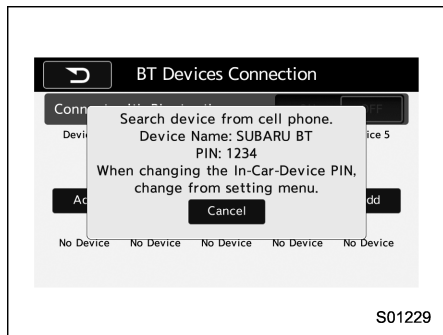 BT Devices Connection
Search device from cell phone.
Device Name: SUBARU BT
PIN: 1234
When changing the In-Car-Device PIN,
change from setting menu.
Cancel
No Device No Device No Device No Device No Device
S01229